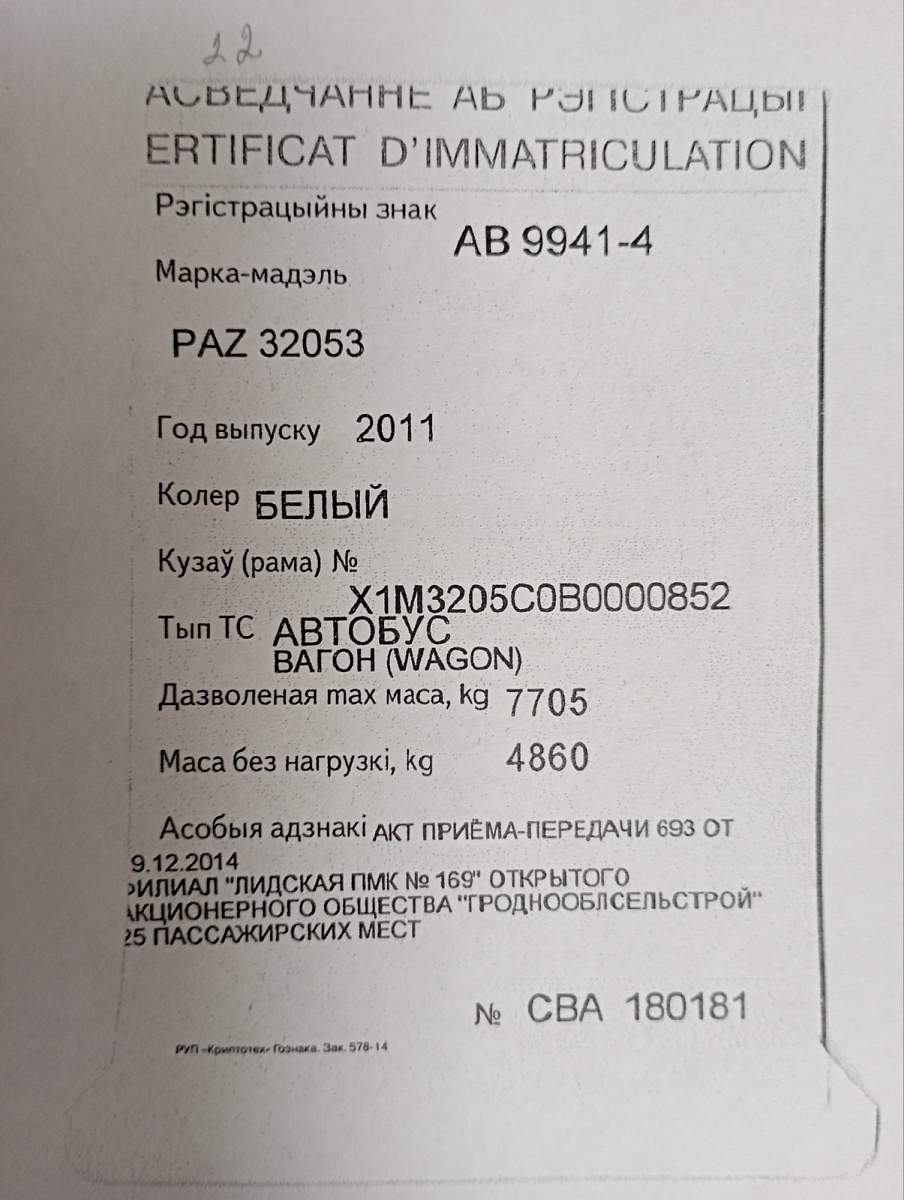 22
АСВЕДЧАННЕ АБ РЭГІСТРАЦЫІ
ERTIFICAT D'IMMATRICULATION
Рэгістрацыйны знак
AB 9941-4
Марка-мадэль
PAZ 32053
Год выпуску 2011
Колер БЕЛЫЙ
Кузаў (рама) №
X1M3205C0B0000852
Тып ТС АВТОБУС
ВАГОН (WAGON)
Дазволеная max маса, kg 7705
Маса без нагрузкі, kg 4860
Асобыя адзнакі АКТ ПРИЁМА-ПЕРЕДАЧИ 693 ОТ
9.12.2014
ФИЛИАЛ "ЛИДСКАЯ ПМК № 169" ОТКРЫТОГО
АКЦИОНЕРНОГО ОБЩЕСТВА "ГРОДНООБЛСЕЛЬСТРОЙ"
25 ПАССАЖИРСКИХ МЕСТ
№ СВА 180181
РУП «Криптотех» Гознака. Зак. 578-14